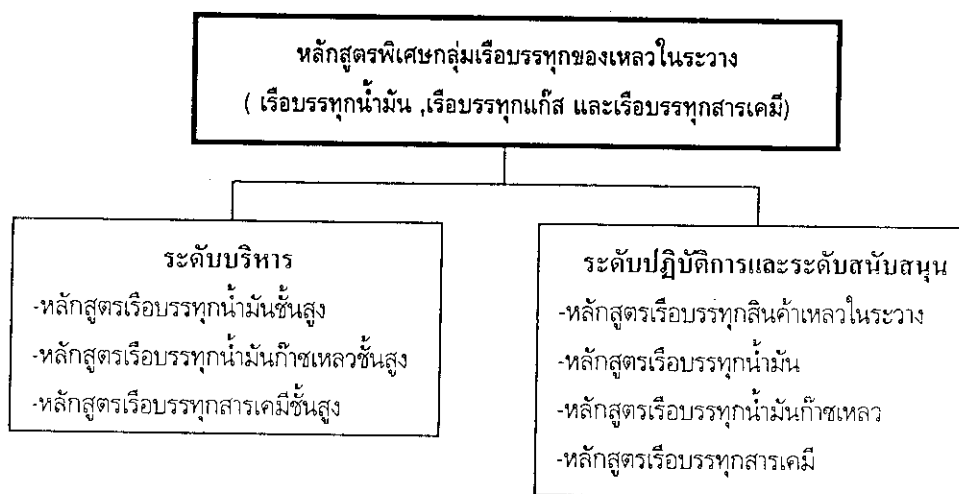 หลักสูตรพิเศษกลุ่มเรือบรรทุกของเหลวในระวาง
( เรือบรรทุกน้ำมัน ,เรือบรรทุกแก๊ส และเรือบรรทุกสารเคมี)
ระดับบริหาร
-หลักสูตรเรือบรรทุกน้ำมันชั้นสูง
-หลักสูตรเรือบรรทุกน้ำมันก๊าซเหลวชั้นสูง
-หลักสูตรเรือบรรทุกสารเคมีชั้นสูง
ระดับปฏิบัติการและระดับสนับสนุน
-หลักสูตรเรือบรรทุกสินค้าเหลวในระวาง
-หลักสูตรเรือบรรทุกน้ำมัน
-หลักสูตรเรือบรรทุกน้ำมันก๊าซเหลว
-หลักสูตรเรือบรรทุกสารเคมี